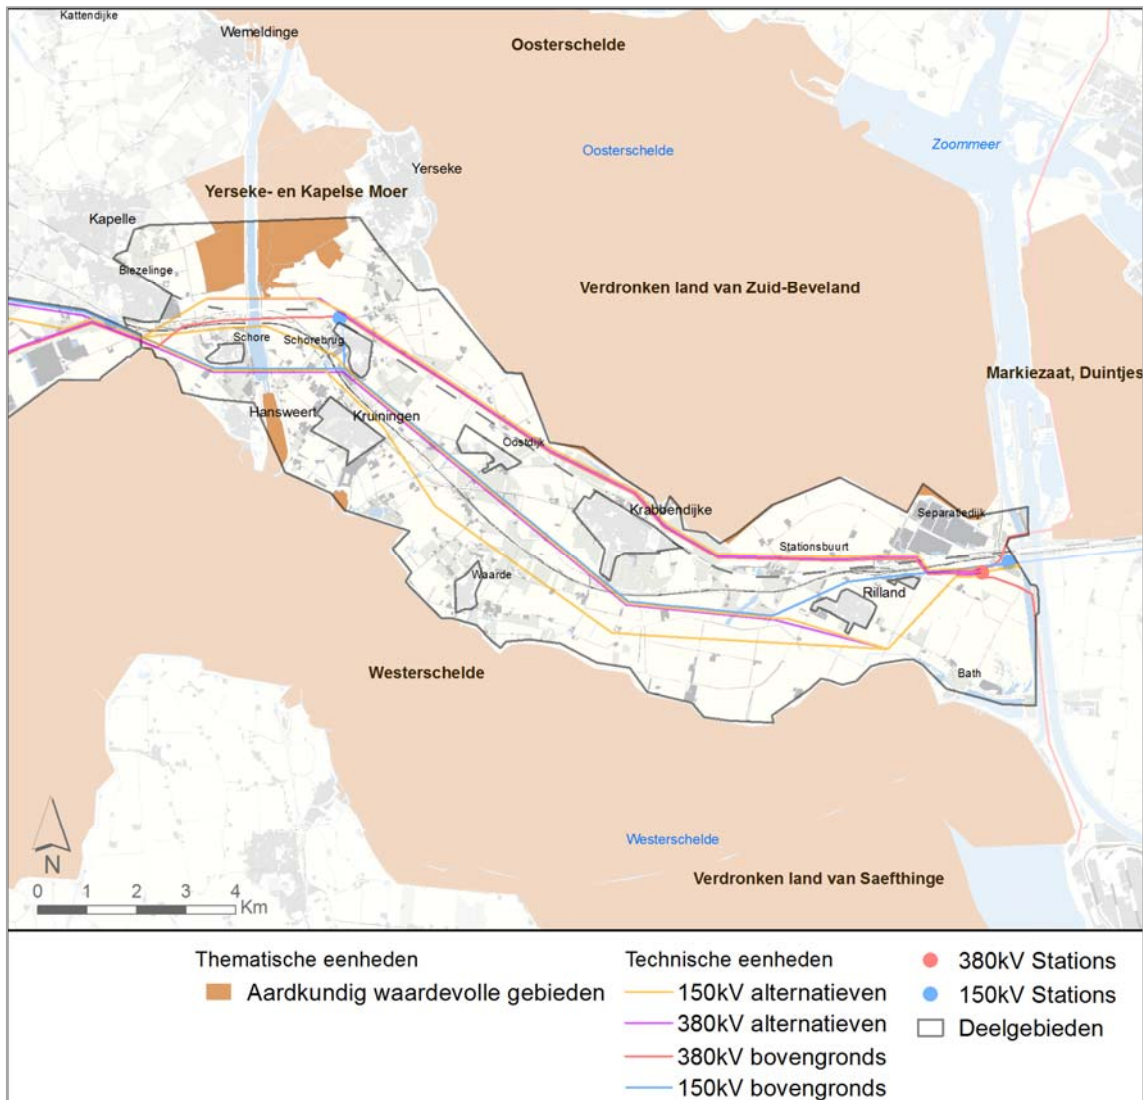 Kattendijke
Wemeldinge
Oosterschelde
Oosterschelde
Zoommeer
Yerseke
Yerseke- en Kapelse Moer
Kapelle
Biezelinge
Verdronken land van Zuid-Beveland
Schore
Schorebrug
Markiezaat, Duintjes
Hansweert
Kruiningen
Oostdijk
Krabbendijke
Separatiedijk
Stationsbuurt
Waarde
Rilland
Westerschelde
Bath
Westerschelde
Verdronken land van Saefthinge
N
0 1 2 3 4
Km
Thematische eenheden
Aardkundig waardevolle gebieden
Technische eenheden
150kV alternatieven
380kV alternatieven
380kV bovengronds
150kV bovengronds
380kV Stations
150kV Stations
Deelgebieden